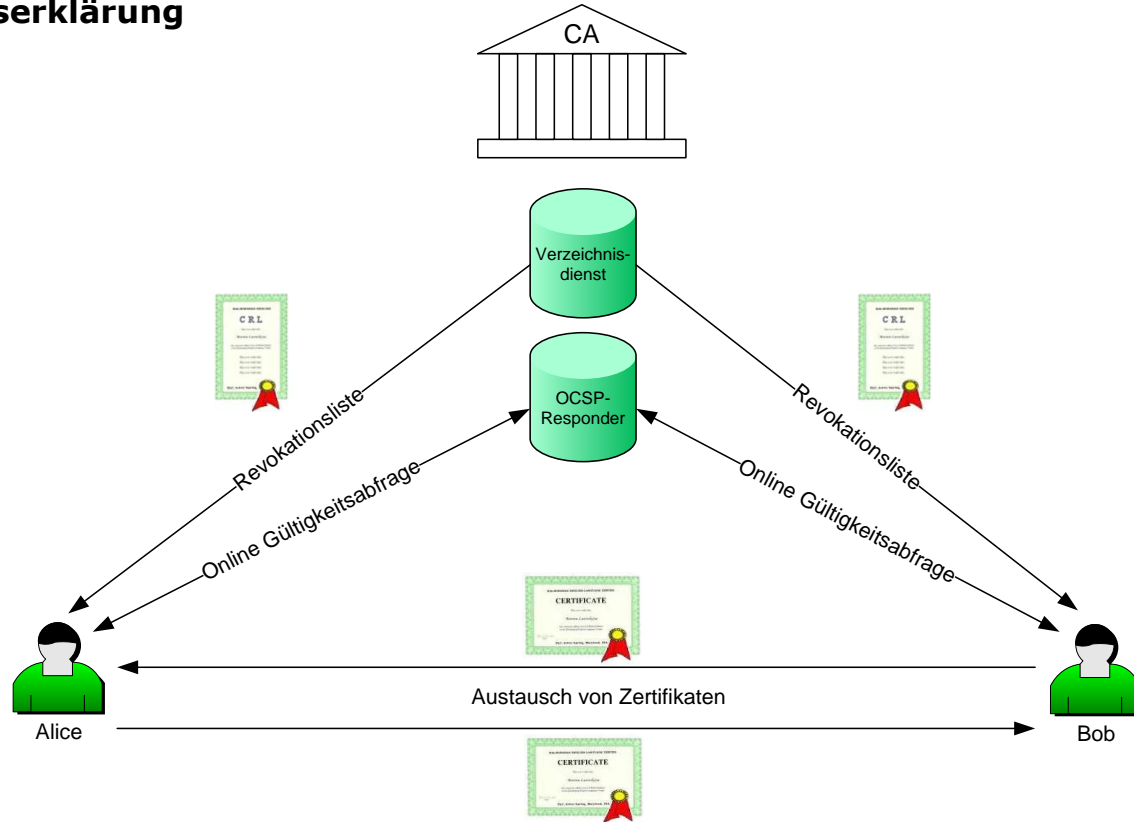 serklärung
CA
Verzeichnis-
dienst
CRL
CRL
OCSP-
Responder
Revokationsliste
Revokationsliste
Online Gültigkeitsabfrage
Online Gültigkeitsabfrage
CERTIFICATE
Austausch von Zertifikaten
Alice
Bob
CERTIFICATE